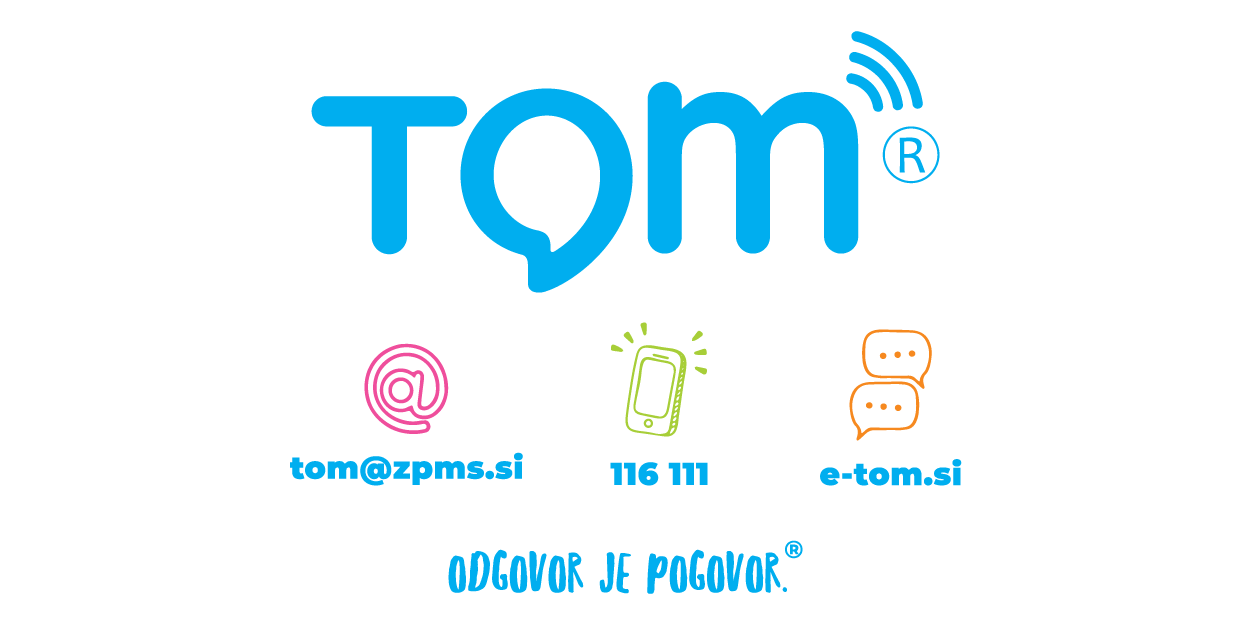 TOM®
tom@zpms.si
116 111
e-tom.si
ODGOVOR JE POGOVOR.®